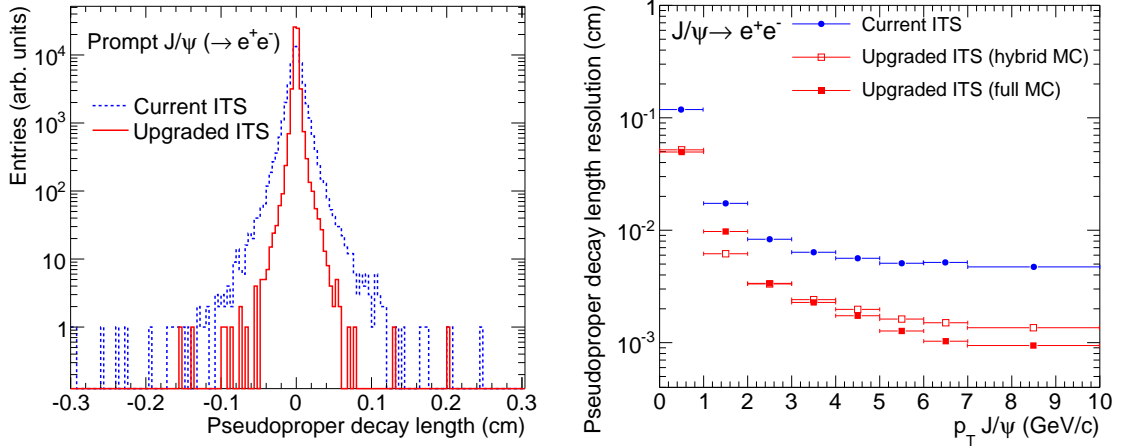 Entries (arb. units)
10⁴
10³
10²
10
1
Prompt J/ψ (→ e⁺e⁻)
Current ITS
Upgraded ITS
-0.3 -0.2 -0.1 0 0.1 0.2 0.3
Pseudoproper decay length (cm)
Pseudoproper decay length resolution (cm)
1
10⁻¹
10⁻²
10⁻³
J/ψ→ e⁺e⁻
Current ITS
Upgraded ITS (hybrid MC)
Upgraded ITS (full MC)
0 1 2 3 4 5 6 7 8 9 10
p_T J/ψ (GeV/c)